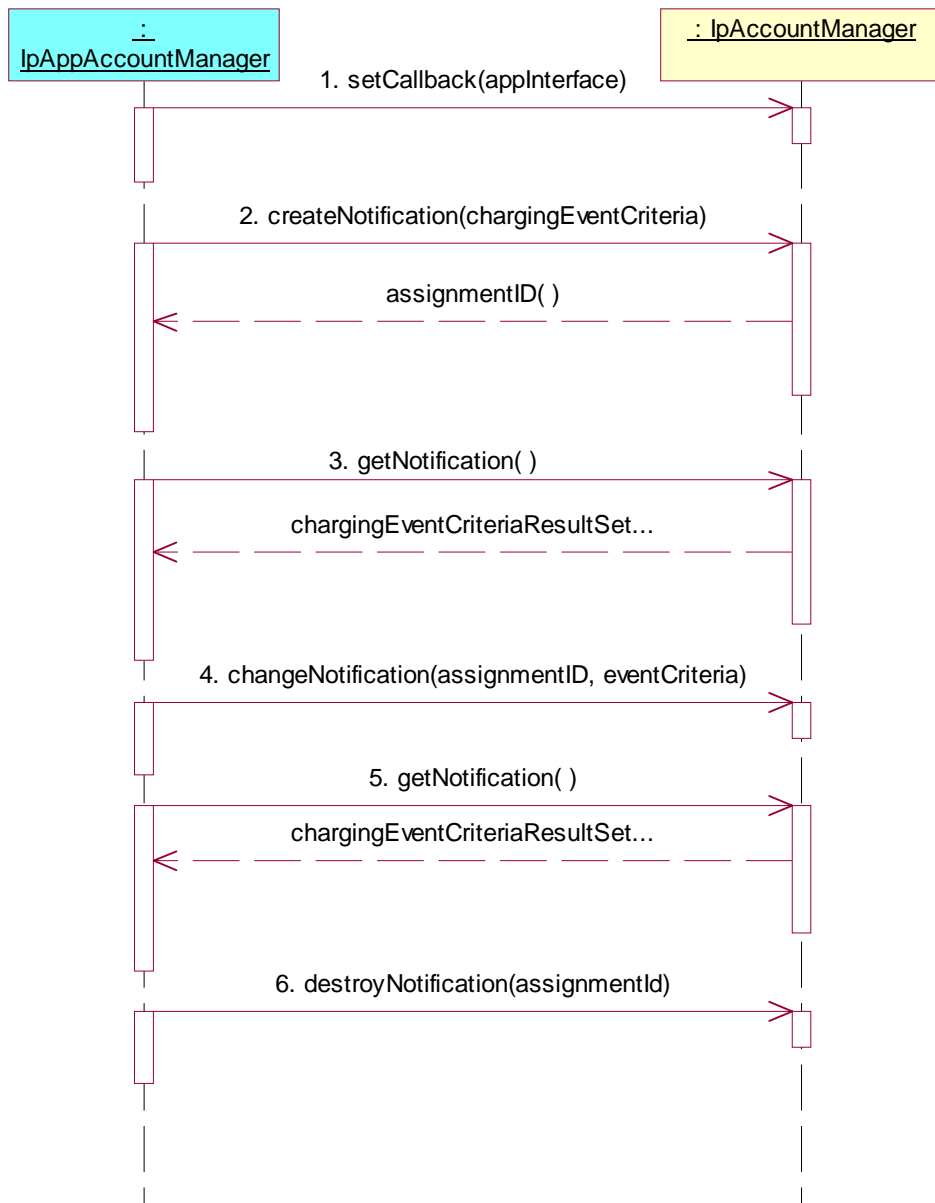 :
IpAppAccountManager
: IpAccountManager
1. setCallback(appInterface)
2. createNotification(chargingEventCriteria)
assignmentID( )
3. getNotification( )
chargingEventCriteriaResultSet...
4. changeNotification(assignmentID, eventCriteria)
5. getNotification( )
chargingEventCriteriaResultSet...
6. destroyNotification(assignmentId)